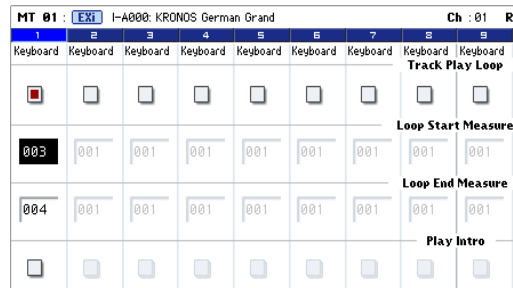 MT 01 : EXi I-A000: KRONOS German Grand Ch : 01 R
1 2 3 4 5 6 7 8 9
Keyboard Keyboard Keyboard Keyboard Keyboard Keyboard Keyboard Keyboard Keyboard
Track Play Loop
Loop Start Measure
003 001 001 001 001 001 001 001 001
Loop End Measure
004 001 001 001 001 001 001 001 001
Play Intro